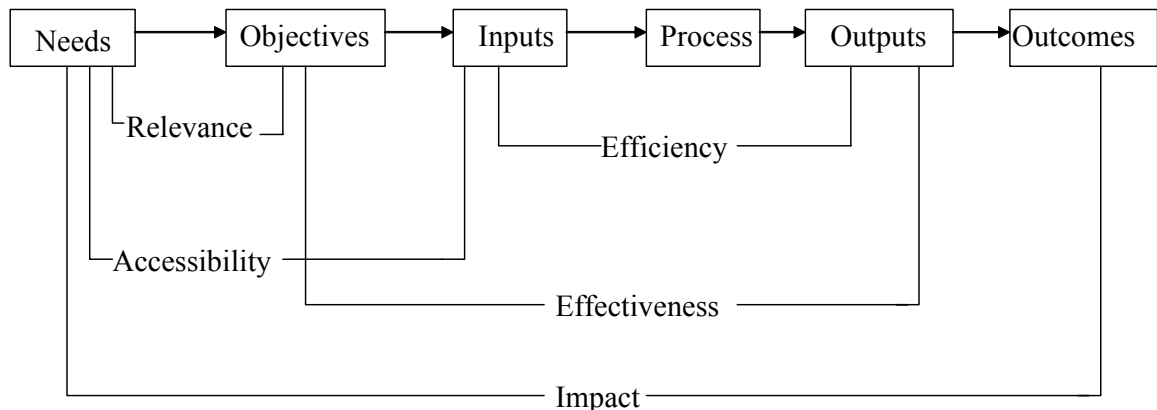 Needs Objectives Inputs Process Outputs Outcomes
Relevance
Efficiency
Accessibility
Effectiveness
Impact